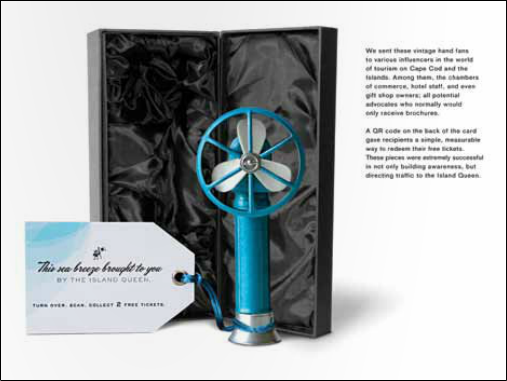 We sent these vintage hand fans
to various influencers in the world
of tourism on Cape Cod and the
Islands. Among them, the chambers
of commerce, hotel staff, and even
gift shop owners; all potential
advocates who normally would
only receive brochures.
A QR code on the back of the card
gave recipients a simple, measurable
way to redeem their free tickets.
These pieces were extremely successful
in not only building awareness, but
directing traffic to the Island Queen.
This sea breeze brought to you
BY THE ISLAND QUEEN.
TURN OVER. SCAN. COLLECT 2 FREE TICKETS.